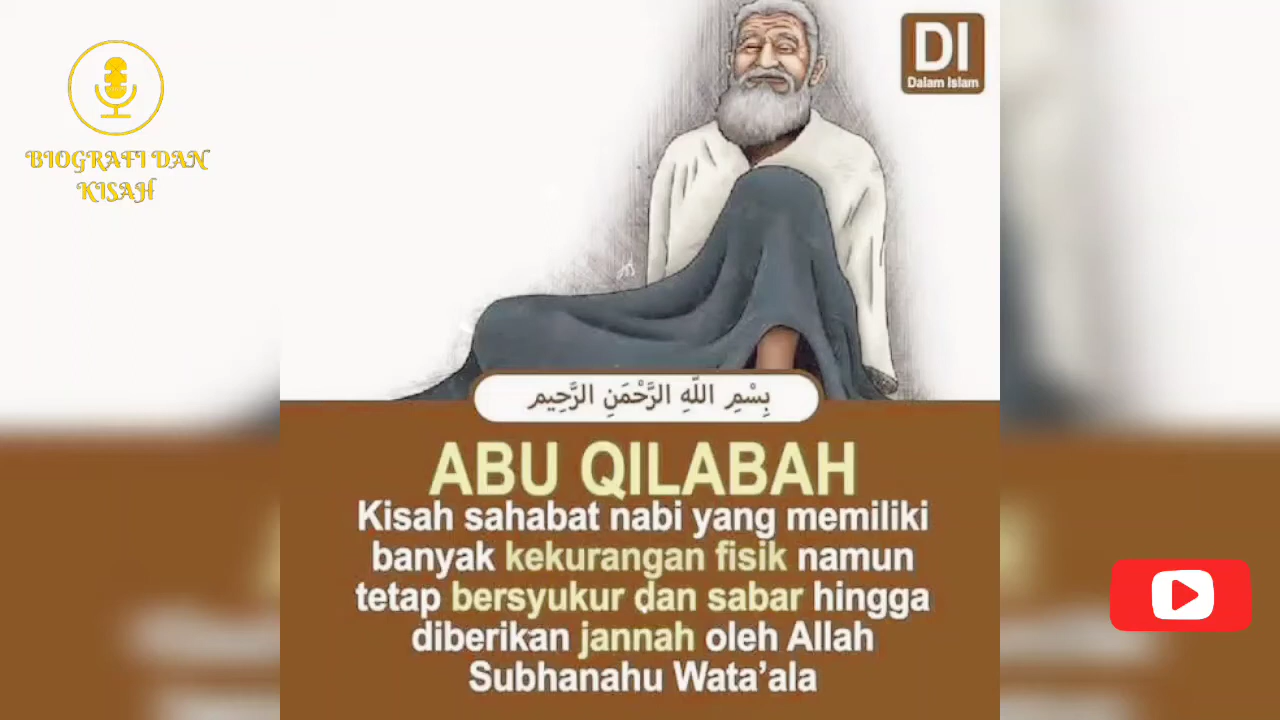 BIOGRAFI DAN
KISAH
DI
Dalam Islam
بِسْمِ اللَّهِ الرَّحْمَنِ الرَّحِيم
ABU QILABAH
Kisah sahabat nabi yang memiliki
banyak kekurangan fisik namun
tetap bersyukur dan sabar hingga
diberikan jannah oleh Allah
Subhanahu Wata’ala